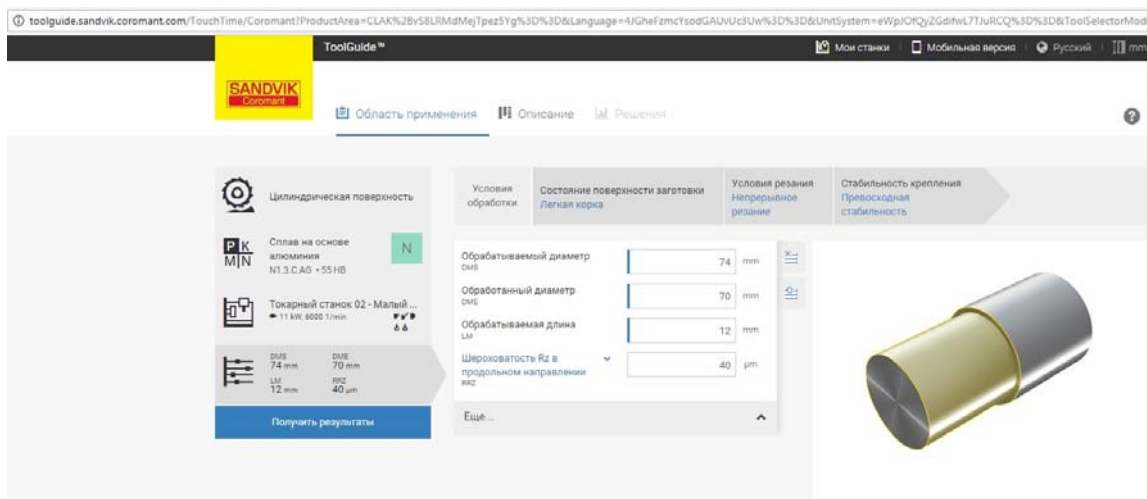 toolguide.sandvik.coromant.com/TouchTime/Coromant?ProductArea=CLAK%2BvS8LRMdMejTpez5Yg%3D%3D&Language=4JGheFzmcYsodGAUvUc3Uw%3D%3D&UnitSystem=eWpJOfQyZGdifwL7TJuRCQ%3D%3D&ToolSelectorMod
ToolGuide™
Мои станки
Мобильная версия
Русский
mm
SANDVIK
Coromant
Область применения
Описание
Решения
Цилиндрическая поверхность
P K
M N
Сплав на основе
алюминия
N1.3.C.AG • 55 HB
N
Токарный станок 02 - Малый ...
11 kW, 6000 1/min
DMS
74 mm
DME
70 mm
LM
12 mm
RRZ
40 µm
Получить результаты
Условия
обработки
Состояние поверхности заготовки
Легкая корка
Условия резания
Непрерывное
резание
Стабильность крепления
Превосходная
стабильность
Обрабатываемый диаметр
DMS
74 mm
Обработанный диаметр
DME
70 mm
Обрабатываемая длина
LM
12 mm
Шероховатость Rz в
продольном направлении
RRZ
40 µm
Еще...